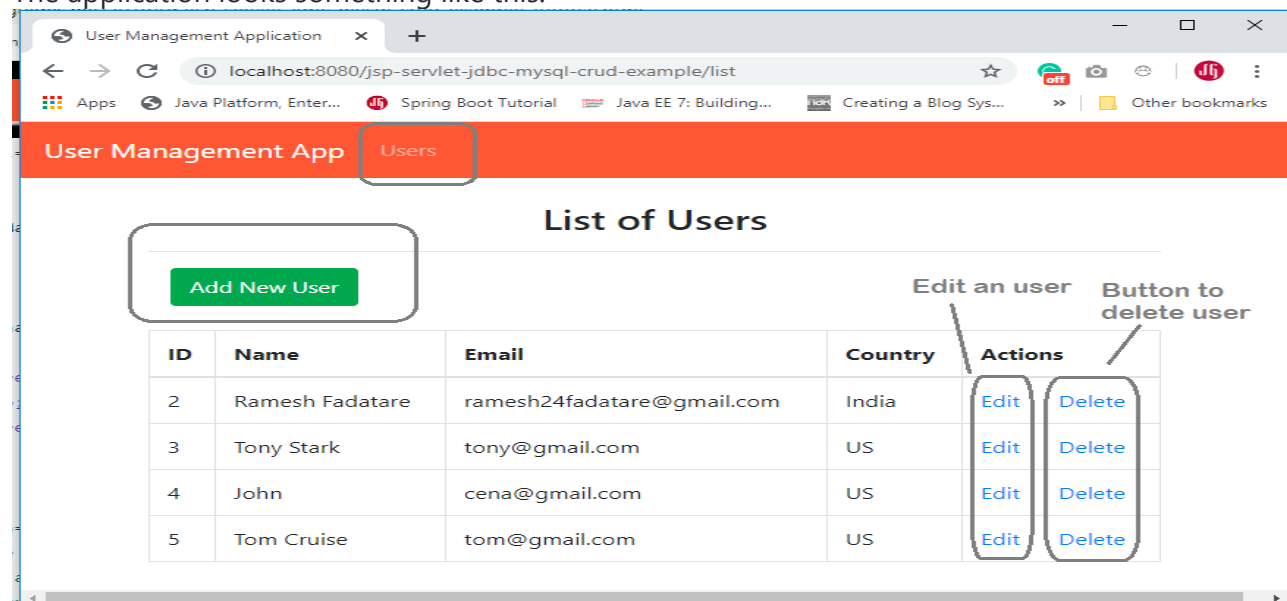 The application looks something like this:
User Management Application
localhost:8080/jsp-servlet-jdbc-mysql-crud-example/list
off
Apps Java Platform, Enter... Spring Boot Tutorial Java EE 7: Building... Creating a Blog Sys... » Other bookmarks
User Management App Users
List of Users
Add New User
Edit an user
Button to
delete user
ID Name Email Country Actions
2 Ramesh Fadatare ramesh24fadatare@gmail.com India Edit Delete
3 Tony Stark tony@gmail.com US Edit Delete
4 John cena@gmail.com US Edit Delete
5 Tom Cruise tom@gmail.com US Edit Delete